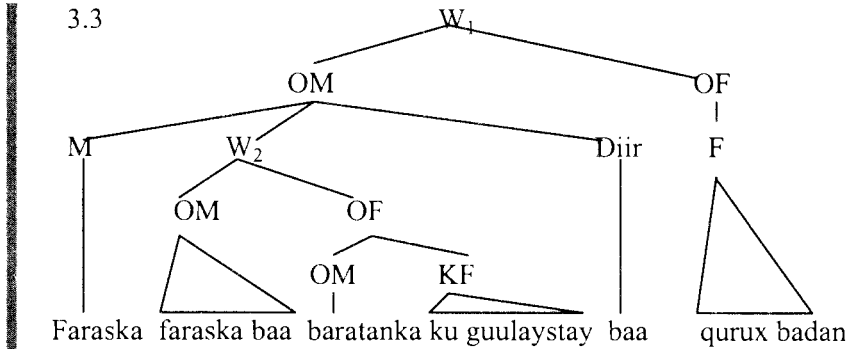 3.3 W₁
OM OF
M W₂ Diir F
OM OF
OM KF
Faraska faraska baa baratanka ku guulaystay baa qurux badan